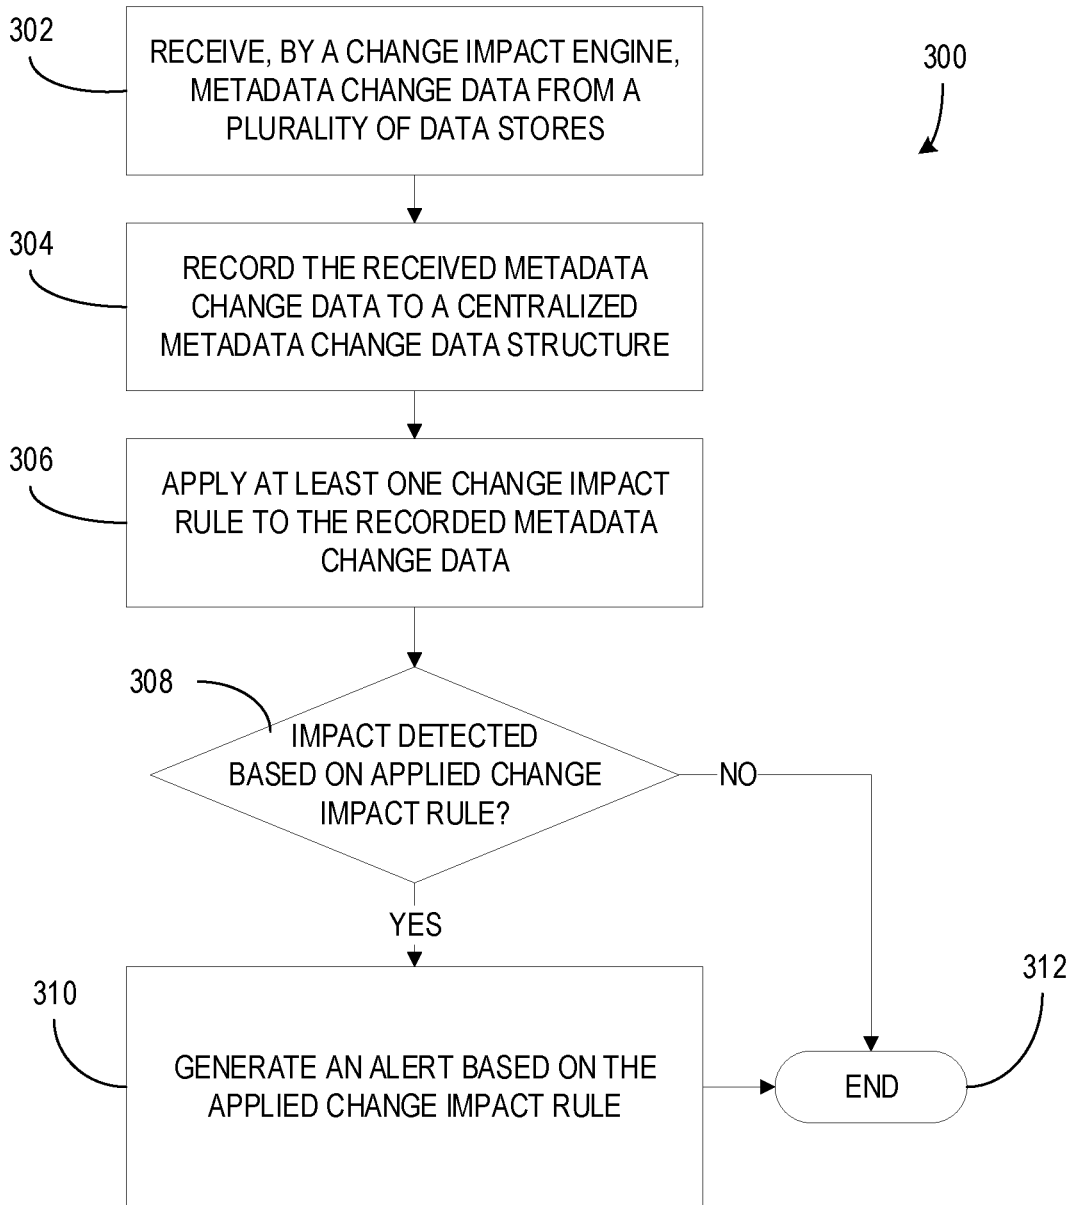 302
RECEIVE, BY A CHANGE IMPACT ENGINE,
METADATA CHANGE DATA FROM A
PLURALITY OF DATA STORES
300
304
RECORD THE RECEIVED METADATA
CHANGE DATA TO A CENTRALIZED
METADATA CHANGE DATA STRUCTURE
306
APPLY AT LEAST ONE CHANGE IMPACT
RULE TO THE RECORDED METADATA
CHANGE DATA
308
IMPACT DETECTED
BASED ON APPLIED CHANGE
IMPACT RULE?
NO
YES
310
GENERATE AN ALERT BASED ON THE
APPLIED CHANGE IMPACT RULE
312
END